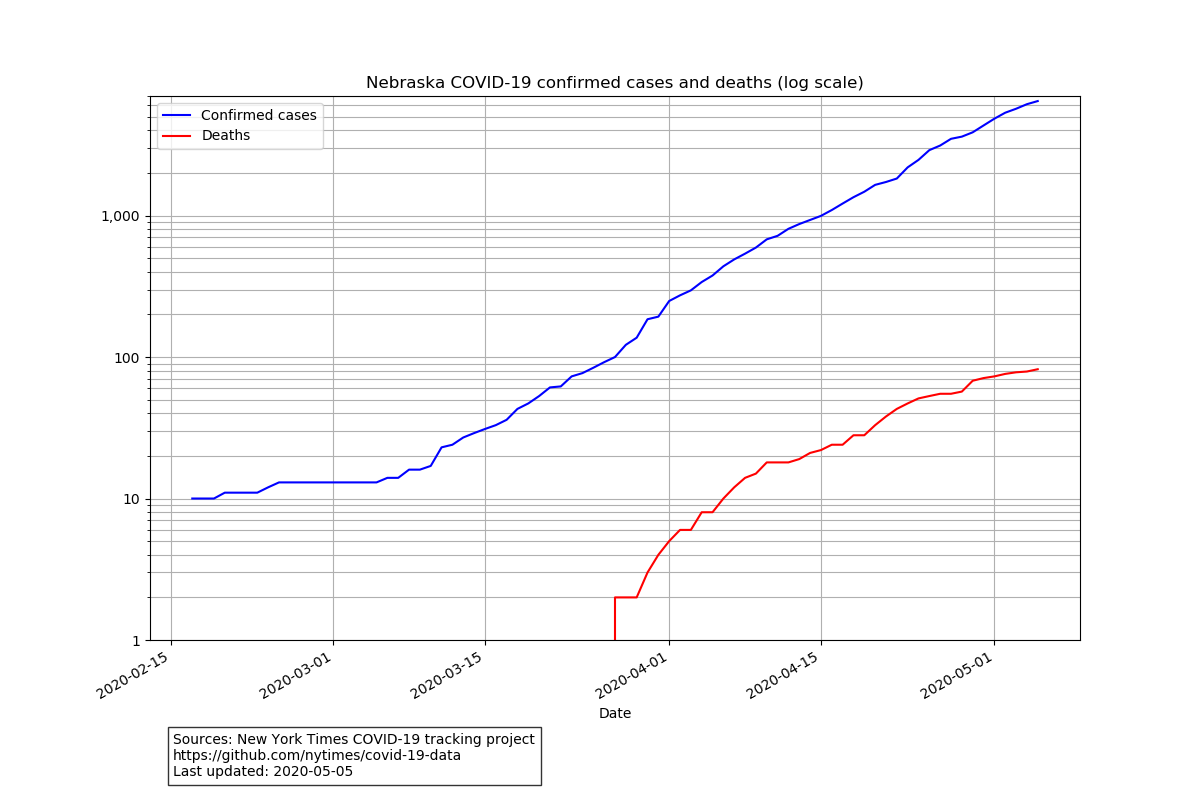 Nebraska COVID-19 confirmed cases and deaths (log scale)
Confirmed cases
Deaths
1,000
100
10
1
2020-02-15
2020-03-01
2020-03-15
2020-04-01
2020-04-15
2020-05-01
Date
Sources: New York Times COVID-19 tracking project
https://github.com/nytimes/covid-19-data
Last updated: 2020-05-05